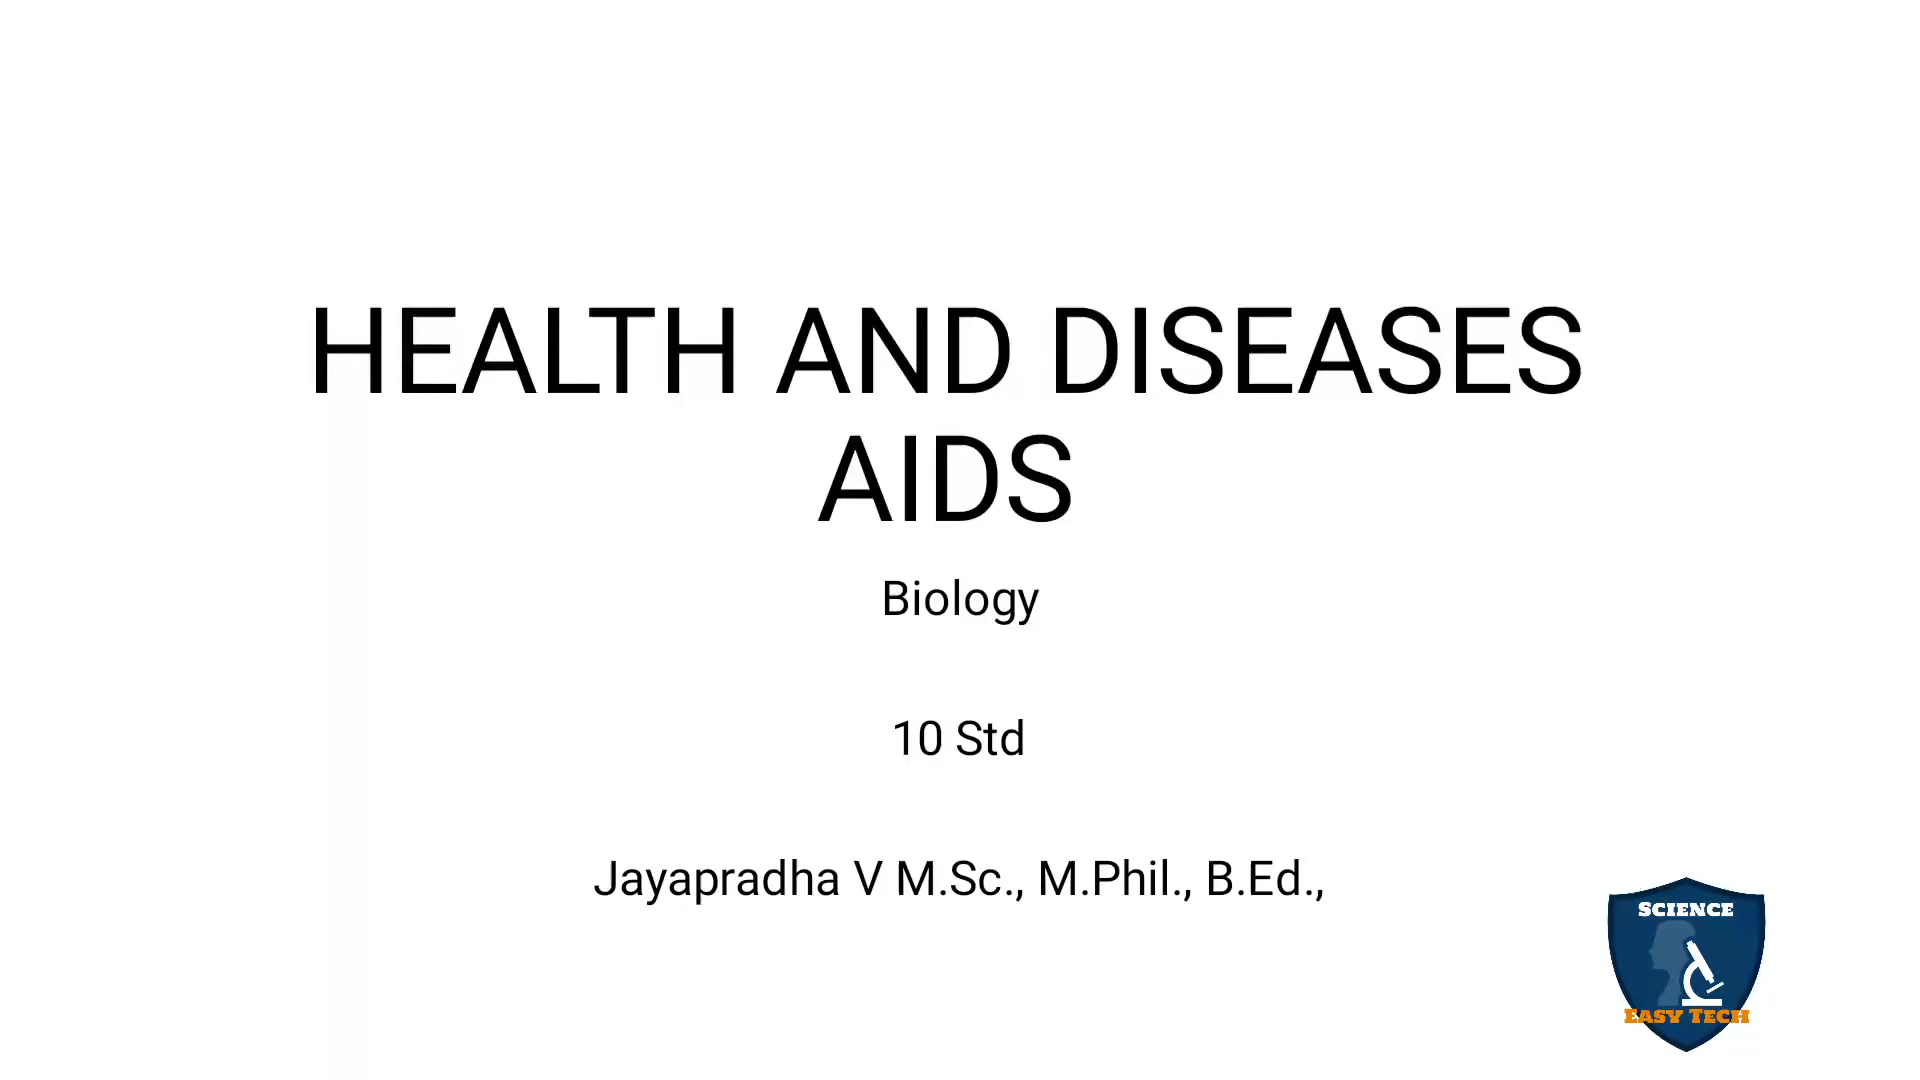 HEALTH AND DISEASES
AIDS
Biology
10 Std
Jayapradha V M.Sc., M.Phil., B.Ed.,
SCIENCE
EASY TECH